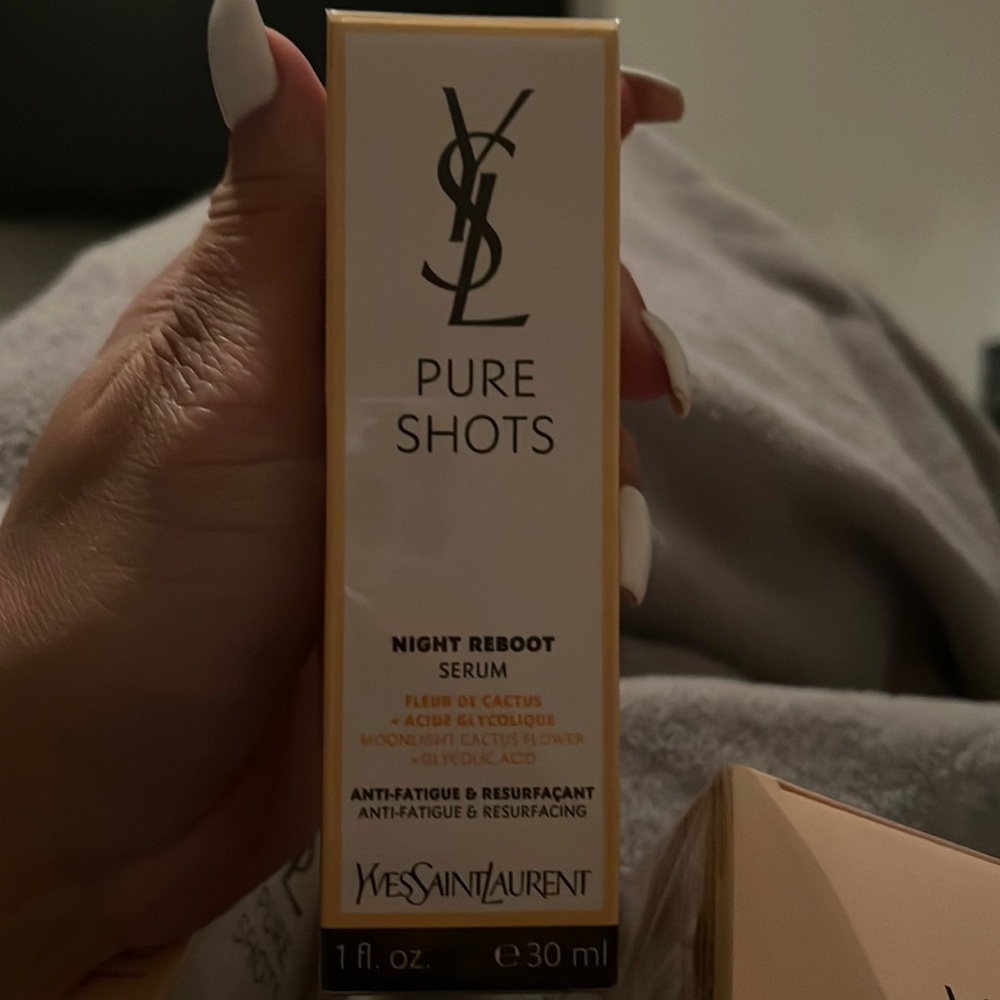 YSL
PURE
SHOTS
NIGHT REBOOT
SERUM
FLEUR DE CACTUS
+ ACIDE GLYCOLIQUE
MOONLIGHT CACTUS FLOWER
+ GLYCOLIC ACID
ANTI-FATIGUE & RESURFAÇANT
ANTI-FATIGUE & RESURFACING
YVESSAINTLAURENT
1 fl. oz. ℮30 ml